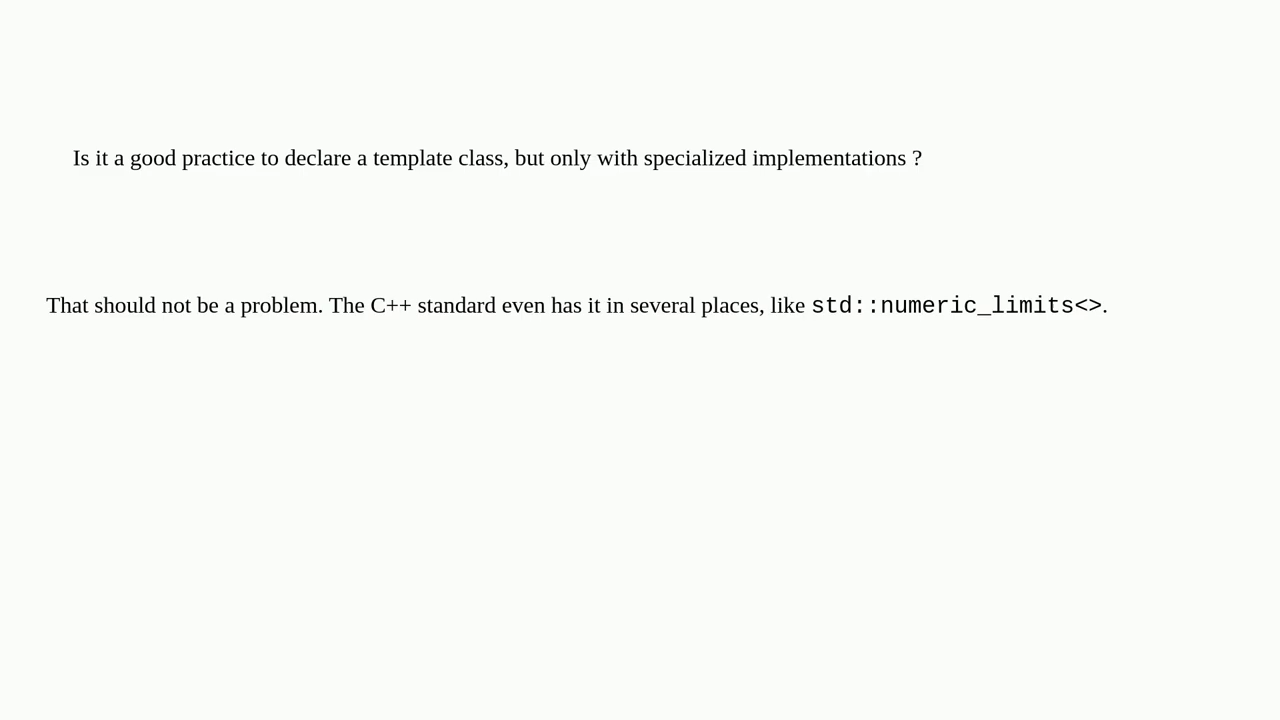 Is it a good practice to declare a template class, but only with specialized implementations ?
That should not be a problem. The C++ standard even has it in several places, like std::numeric_limits<>.